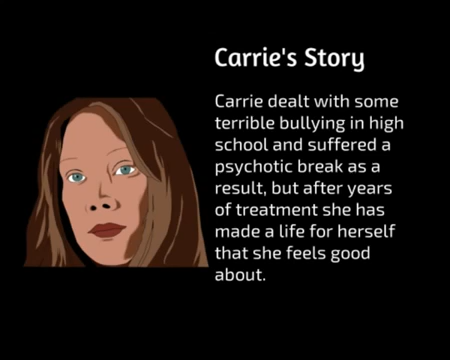 Carrie's Story
Carrie dealt with some
terrible bullying in high
school and suffered a
psychotic break as a
result, but after years
of treatment she has
made a life for herself
that she feels good
about.